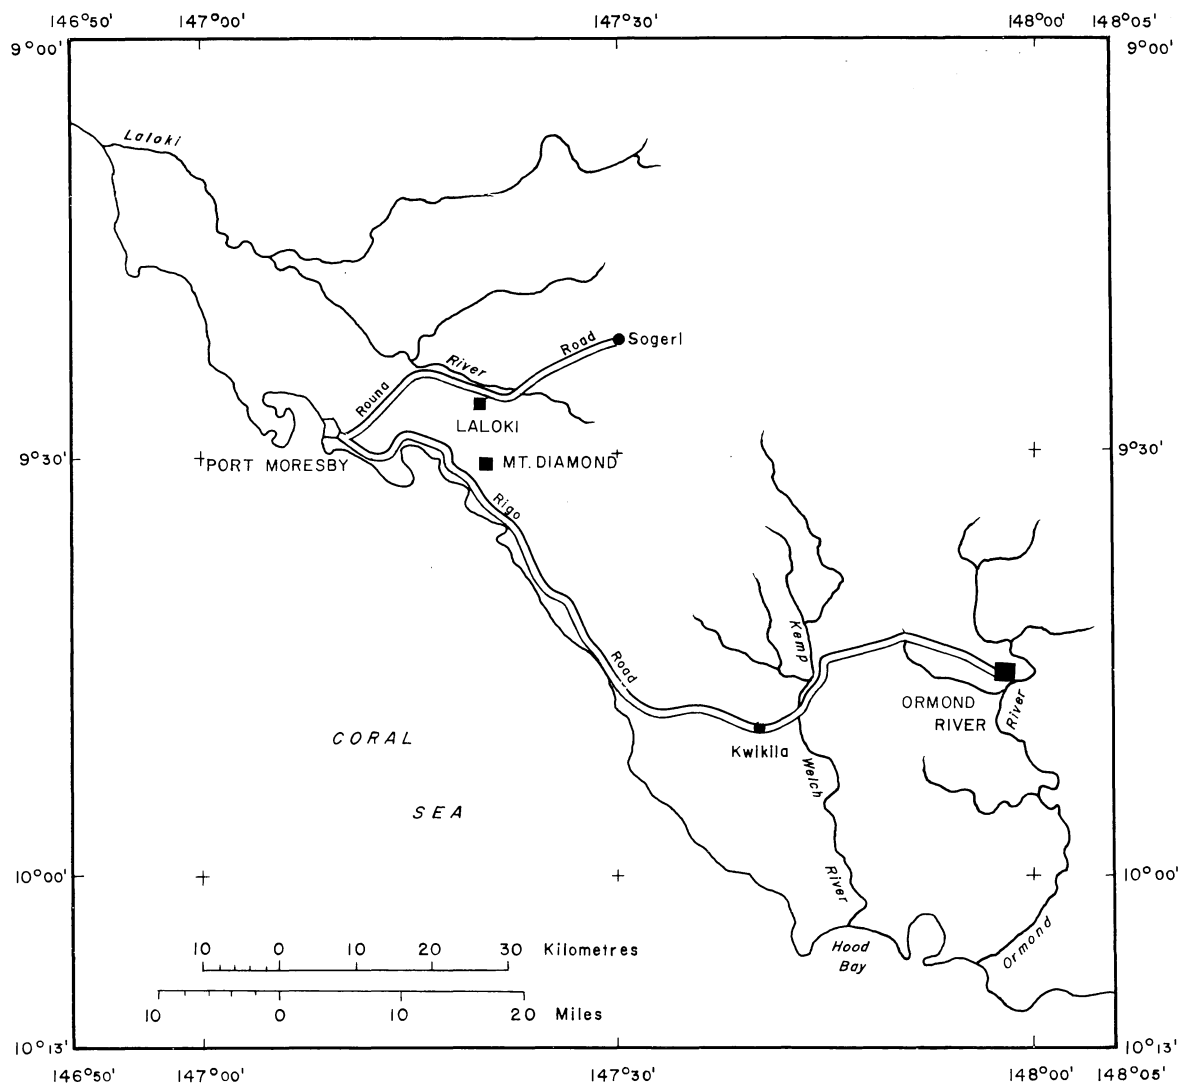 146°50' 147°00' 147°30' 148°00' 148°05'
9°00' 9°00'
Laloki
Road Sogerl
River
Rouna
LALOKI
9°30' PORT MORESBY MT. DIAMOND 9°30'
Rigo
Kemp
Road
ORMOND
RIVER
River
CORAL
Kwikila
Welch
SEA
10°00' 10°00'
River
Ormond
10 0 10 20 30 Kilometres
Hood
Bay
10 0 10 20 Miles
10°13' 10°13'
146°50' 147°00' 147°30' 148°00' 148°05'